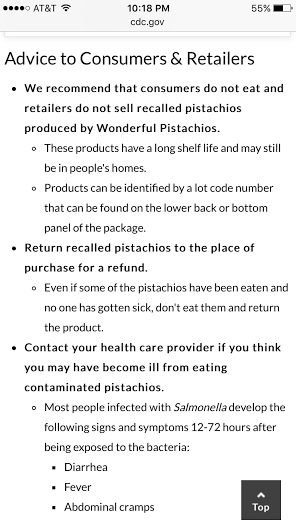 AT&T 10:18 PM 55%
cdc.gov
Advice to Consumers & Retailers
• We recommend that consumers do not eat and
retailers do not sell recalled pistachios
produced by Wonderful Pistachios.
◦ These products have a long shelf life and may still
be in people's homes.
◦ Products can be identified by a lot code number
that can be found on the lower back or bottom
panel of the package.
• Return recalled pistachios to the place of
purchase for a refund.
◦ Even if some of the pistachios have been eaten and
no one has gotten sick, don't eat them and return
the product.
• Contact your health care provider if you think
you may have become ill from eating
contaminated pistachios.
◦ Most people infected with Salmonella develop the
following signs and symptoms 12-72 hours after
being exposed to the bacteria:
▪ Diarrhea
▪ Fever
▪ Abdominal cramps
Top